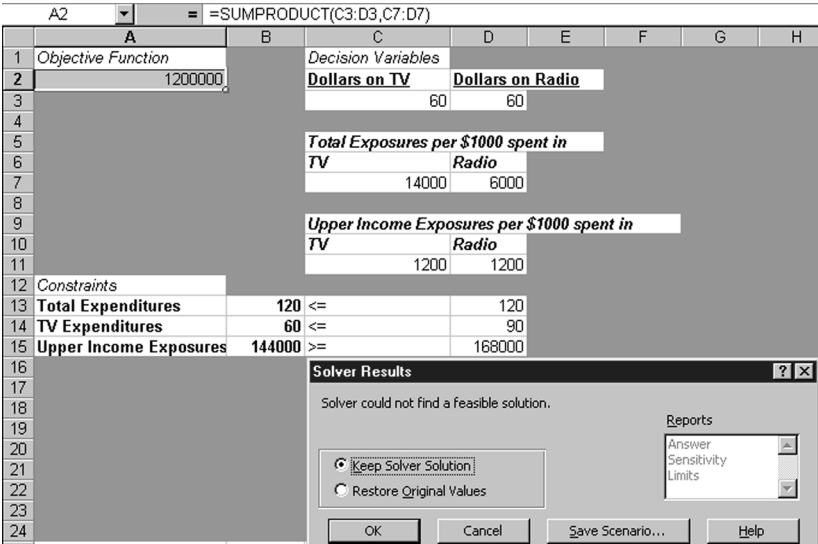 A2 = =SUMPRODUCT(C3:D3,C7:D7)
A B C D E F G H
1 Objective Function Decision Variables
2 1200000 Dollars on TV Dollars on Radio
3 60 60
4
5 Total Exposures per $1000 spent in
6 TV Radio
7 14000 6000
8
9 Upper Income Exposures per $1000 spent in
10 TV Radio
11 1200 1200
12 Constraints
13 Total Expenditures 120 <= 120
14 TV Expenditures 60 <= 90
15 Upper Income Exposures 144000 >= 168000
16
17
18
19
20
21
22
23
24
Solver Results
Solver could not find a feasible solution.
Reports
Answer
Sensitivity
Limits
Keep Solver Solution
Restore Original Values
OK Cancel Save Scenario... Help